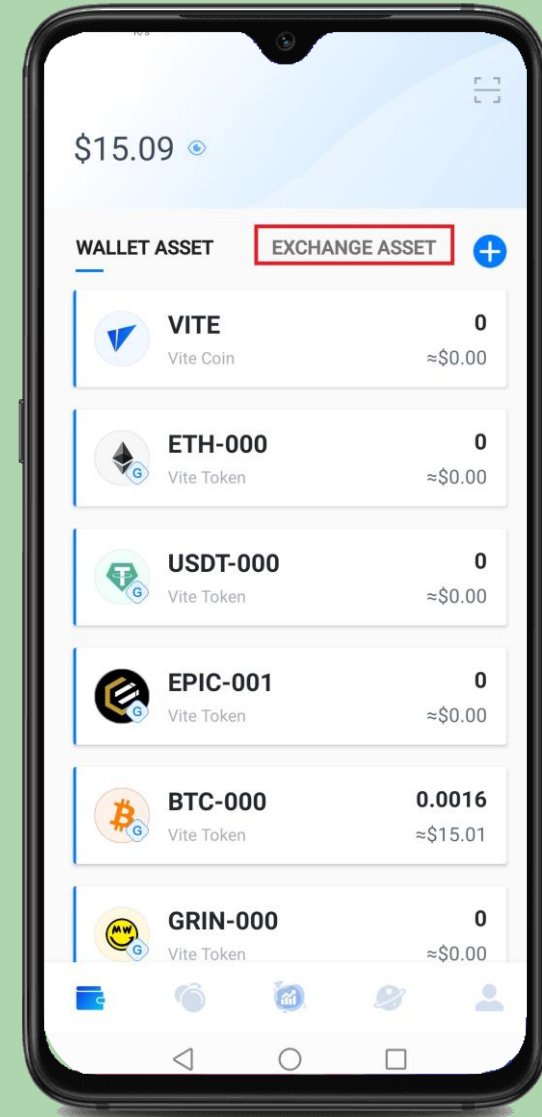 K/s
$15.09
WALLET ASSET EXCHANGE ASSET
VITE 0
Vite Coin ≈$0.00
ETH-000 0
G
Vite Token ≈$0.00
USDT-000 0
G
Vite Token ≈$0.00
EPIC-001 0
G
Vite Token ≈$0.00
BTC-000 0.0016
G
Vite Token ≈$15.01
GRIN-000 0
MW
G
Vite Token ≈$0.00